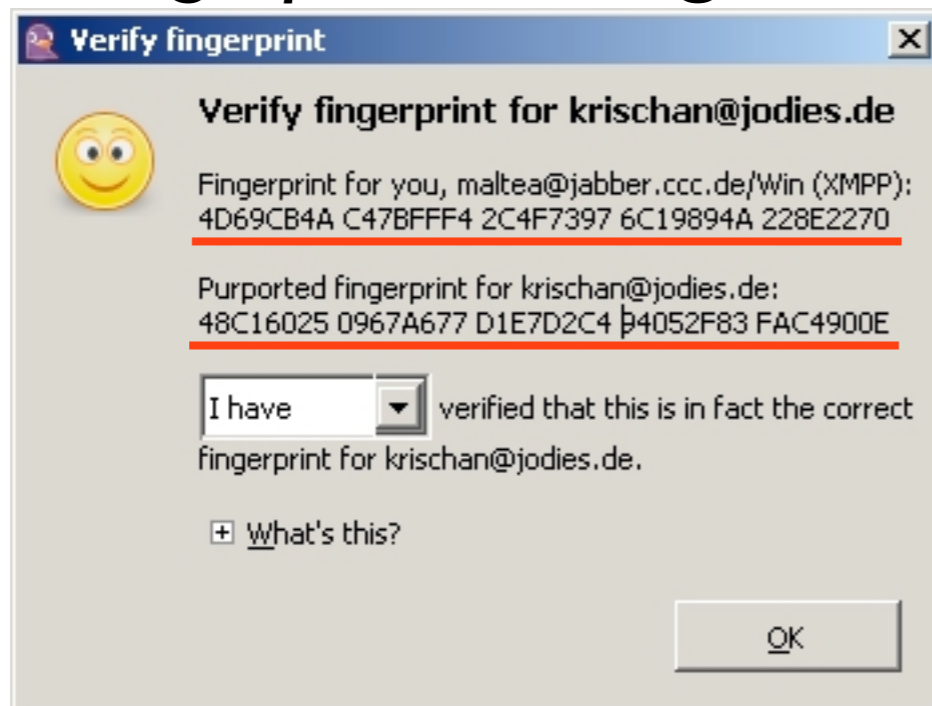 Verify fingerprint
Verify fingerprint for krischan@jodies.de
Fingerprint for you, maltea@jabber.ccc.de/Win (XMPP):
4D69CB4A C47BFFF4 2C4F7397 6C19894A 228E2270
Purported fingerprint for krischan@jodies.de:
48C16025 0967A677 D1E7D2C4 94052F83 FAC4900E
I have verified that this is in fact the correct
fingerprint for krischan@jodies.de.
What's this?
OK